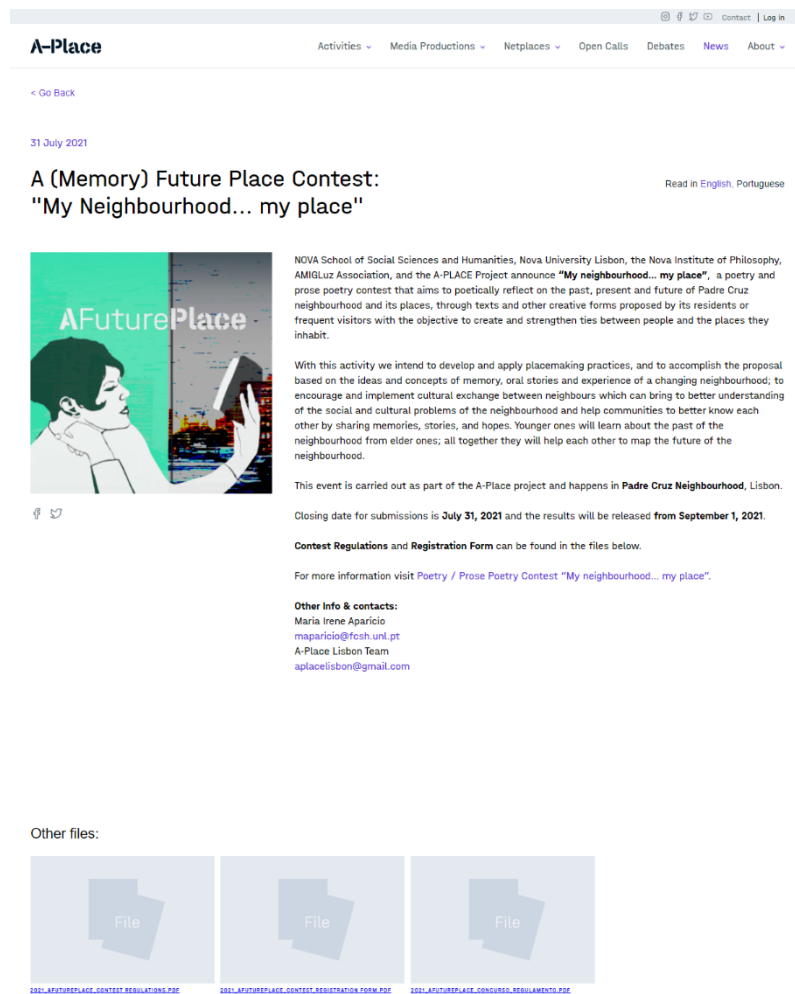 Contact | Log in
A-Place
Activities Media Productions Netplaces Open Calls Debates News About
< Go Back
31 July 2021
A (Memory) Future Place Contest:
"My Neighbourhood... my place"
Read in English, Portuguese
AFuturePlace
NOVA School of Social Sciences and Humanities, Nova University Lisbon, the Nova Institute of Philosophy,
AMIGLuz Association, and the A-PLACE Project announce “My neighbourhood... my place”, a poetry and
prose poetry contest that aims to poetically reflect on the past, present and future of Padre Cruz
neighbourhood and its places, through texts and other creative forms proposed by its residents or
frequent visitors with the objective to create and strengthen ties between people and the places they
inhabit.
With this activity we intend to develop and apply placemaking practices, and to accomplish the proposal
based on the ideas and concepts of memory, oral stories and experience of a changing neighbourhood; to
encourage and implement cultural exchange between neighbours which can bring to better understanding
of the social and cultural problems of the neighbourhood and help communities to better know each
other by sharing memories, stories, and hopes. Younger ones will learn about the past of the
neighbourhood from elder ones; all together they will help each other to map the future of the
neighbourhood.
This event is carried out as part of the A-Place project and happens in Padre Cruz Neighbourhood, Lisbon.
Closing date for submissions is July 31, 2021 and the results will be released from September 1, 2021.
Contest Regulations and Registration Form can be found in the files below.
For more information visit Poetry / Prose Poetry Contest “My neighbourhood... my place”.
Other Info & contacts:
Maria Irene Aparício
maparicio@fcsh.unl.pt
A-Place Lisbon Team
aplacelisbon@gmail.com
Other files:
File
File
File
2021_AFUTUREPLACE_CONTEST REGULATIONS.PDF
2021_AFUTUREPLACE_CONTEST_REGISTRATION FORM.PDF
2021_AFUTUREPLACE_CONCURSO_REGULAMENTO.PDF